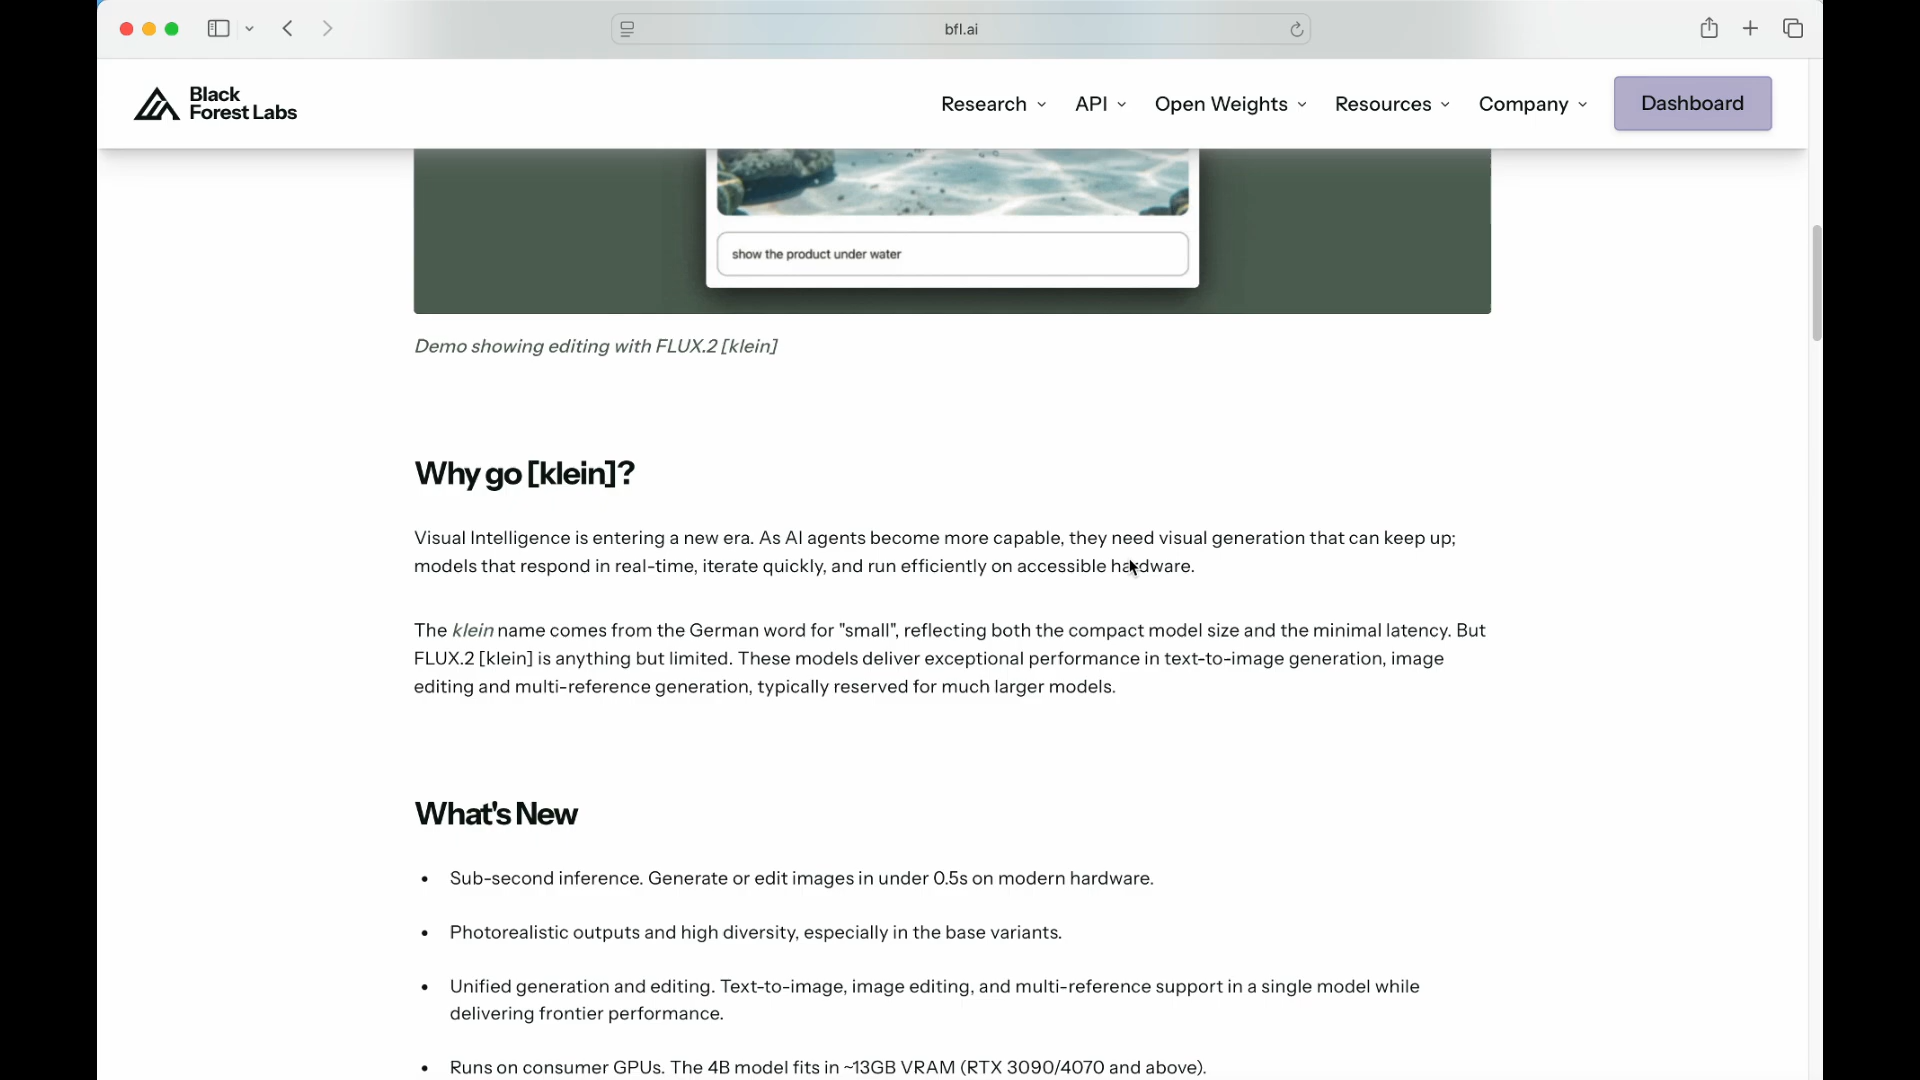 bfl.ai
Black
Forest Labs
Research
API
Open Weights
Resources
Company
Dashboard
show the product under water
Demo showing editing with FLUX.2 [klein]
Why go [klein]?
Visual Intelligence is entering a new era. As AI agents become more capable, they need visual generation that can keep up;
models that respond in real-time, iterate quickly, and run efficiently on accessible hardware.
The klein name comes from the German word for "small", reflecting both the compact model size and the minimal latency. But
FLUX.2 [klein] is anything but limited. These models deliver exceptional performance in text-to-image generation, image
editing and multi-reference generation, typically reserved for much larger models.
What's New
• Sub-second inference. Generate or edit images in under 0.5s on modern hardware.
• Photorealistic outputs and high diversity, especially in the base variants.
• Unified generation and editing. Text-to-image, image editing, and multi-reference support in a single model while
delivering frontier performance.
• Runs on consumer GPUs. The 4B model fits in ~13GB VRAM (RTX 3090/4070 and above).